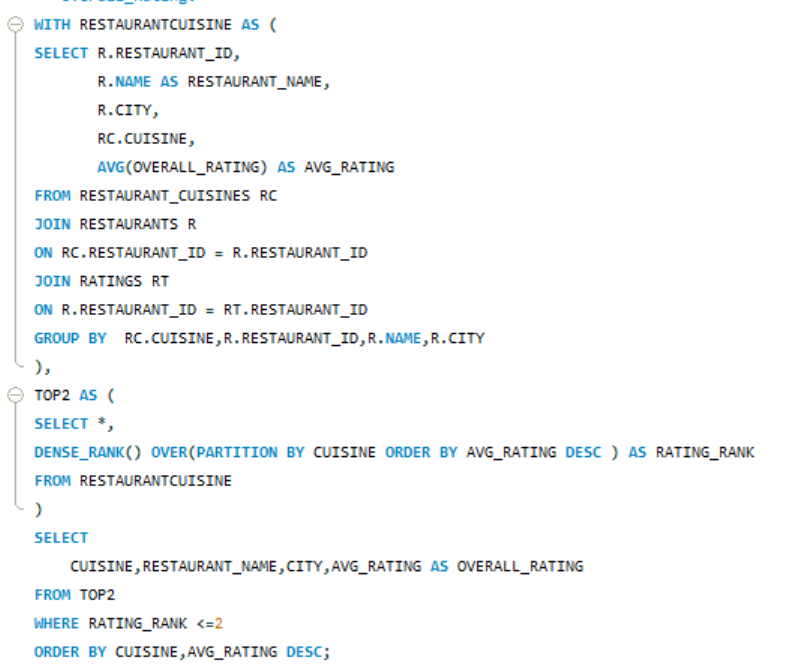 WITH RESTAURANTCUISINE AS (
SELECT R.RESTAURANT_ID,
R.NAME AS RESTAURANT_NAME,
R.CITY,
RC.CUISINE,
AVG(OVERALL_RATING) AS AVG_RATING
FROM RESTAURANT_CUISINES RC
JOIN RESTAURANTS R
ON RC.RESTAURANT_ID = R.RESTAURANT_ID
JOIN RATINGS RT
ON R.RESTAURANT_ID = RT.RESTAURANT_ID
GROUP BY  RC.CUISINE,R.RESTAURANT_ID,R.NAME,R.CITY
),
TOP2 AS (
SELECT *,
DENSE_RANK() OVER(PARTITION BY CUISINE ORDER BY AVG_RATING DESC ) AS RATING_RANK
FROM RESTAURANTCUISINE
)
SELECT
CUISINE,RESTAURANT_NAME,CITY,AVG_RATING AS OVERALL_RATING
FROM TOP2
WHERE RATING_RANK <=2
ORDER BY CUISINE,AVG_RATING DESC;